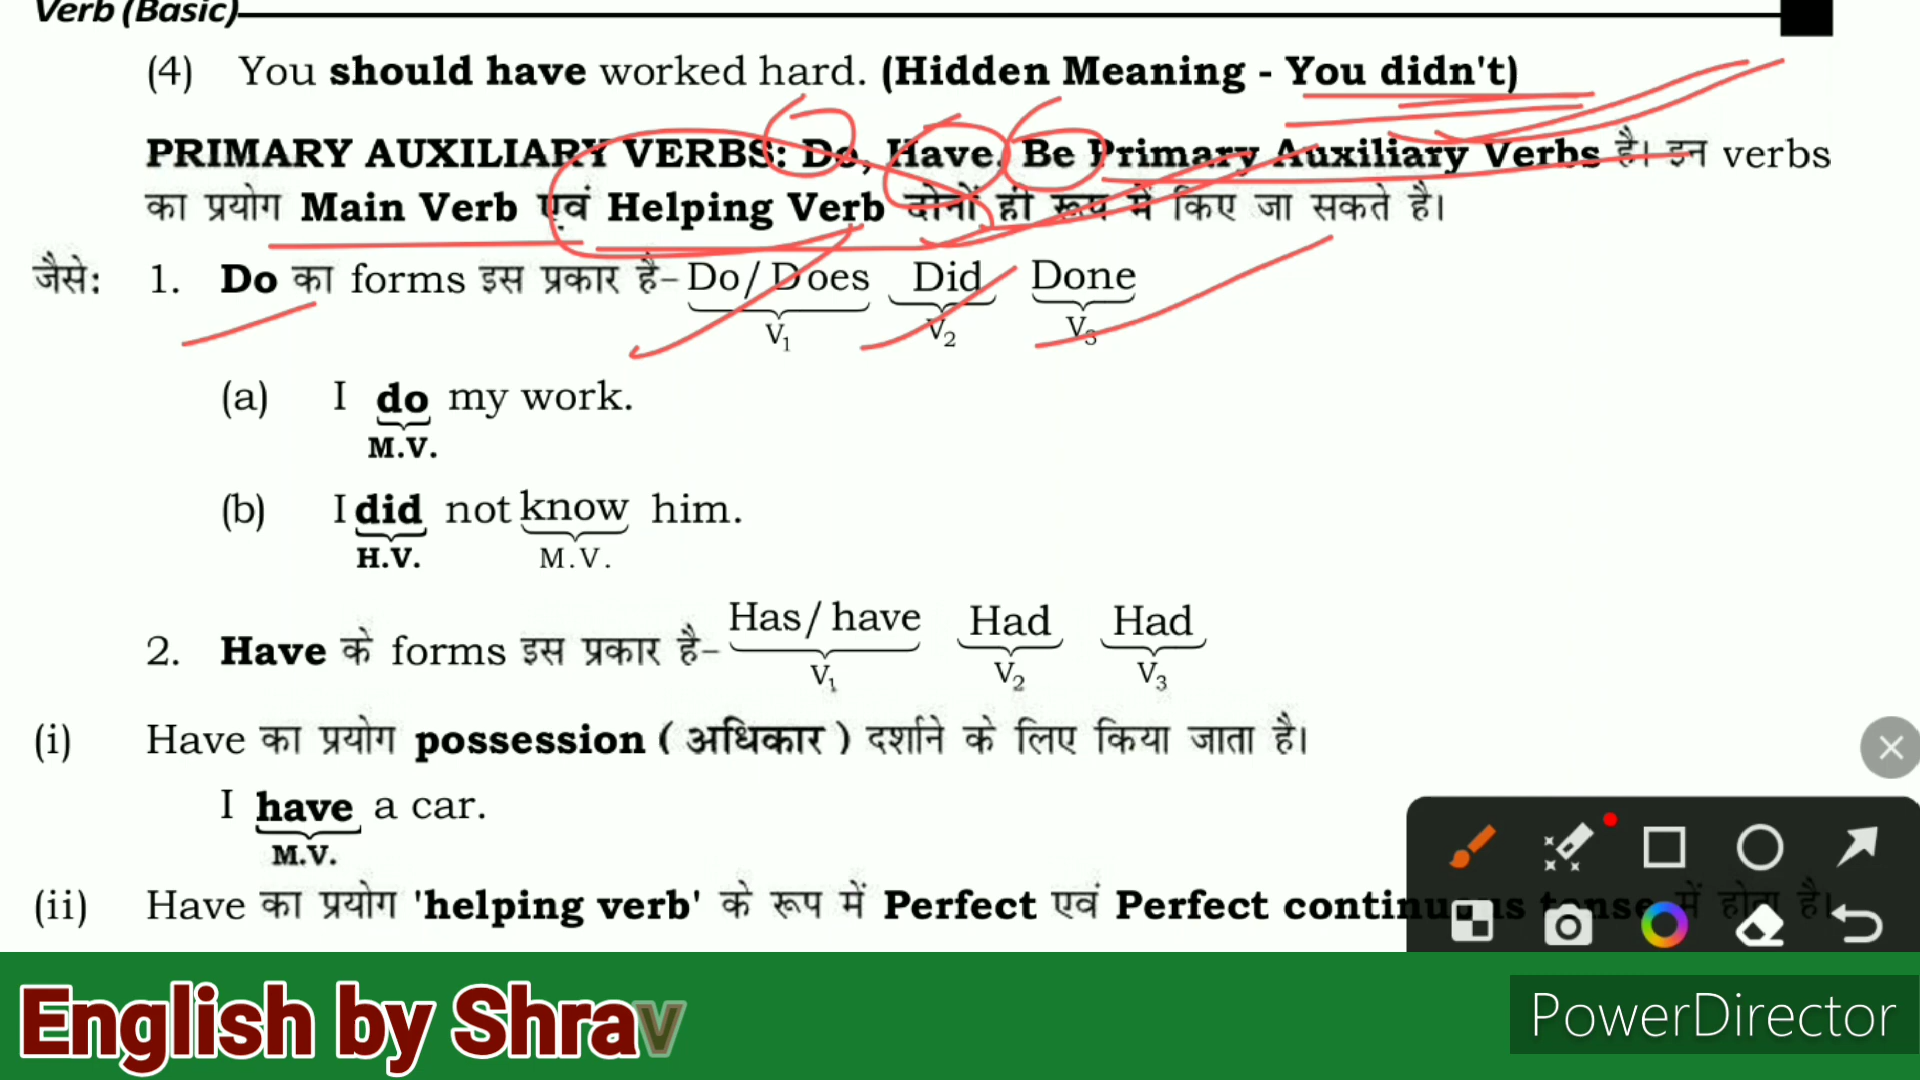 Verb (Basic)
(4) You should have worked hard. (Hidden Meaning - You didn't)
PRIMARY AUXILIARY VERBS: Do, Have, Be Primary Auxiliary Verbs है। इन verbs
का प्रयोग Main Verb एवं Helping Verb दोनों ही रूप में किए जा सकते है।
जैसे: 1. Do का forms इस प्रकार है- Do/Does Did Done
V1 V2 V3
(a) I do my work.
M.V.
(b) I did not know him.
H.V. M.V.
2. Have के forms इस प्रकार है- Has/have Had Had
V1 V2 V3
(i) Have का प्रयोग possession (अधिकार) दर्शाने के लिए किया जाता है।
I have a car.
M.V.
(ii) Have का प्रयोग 'helping verb' के रूप में Perfect एवं Perfect continuous tense में होता है।
English by Shrav
PowerDirector